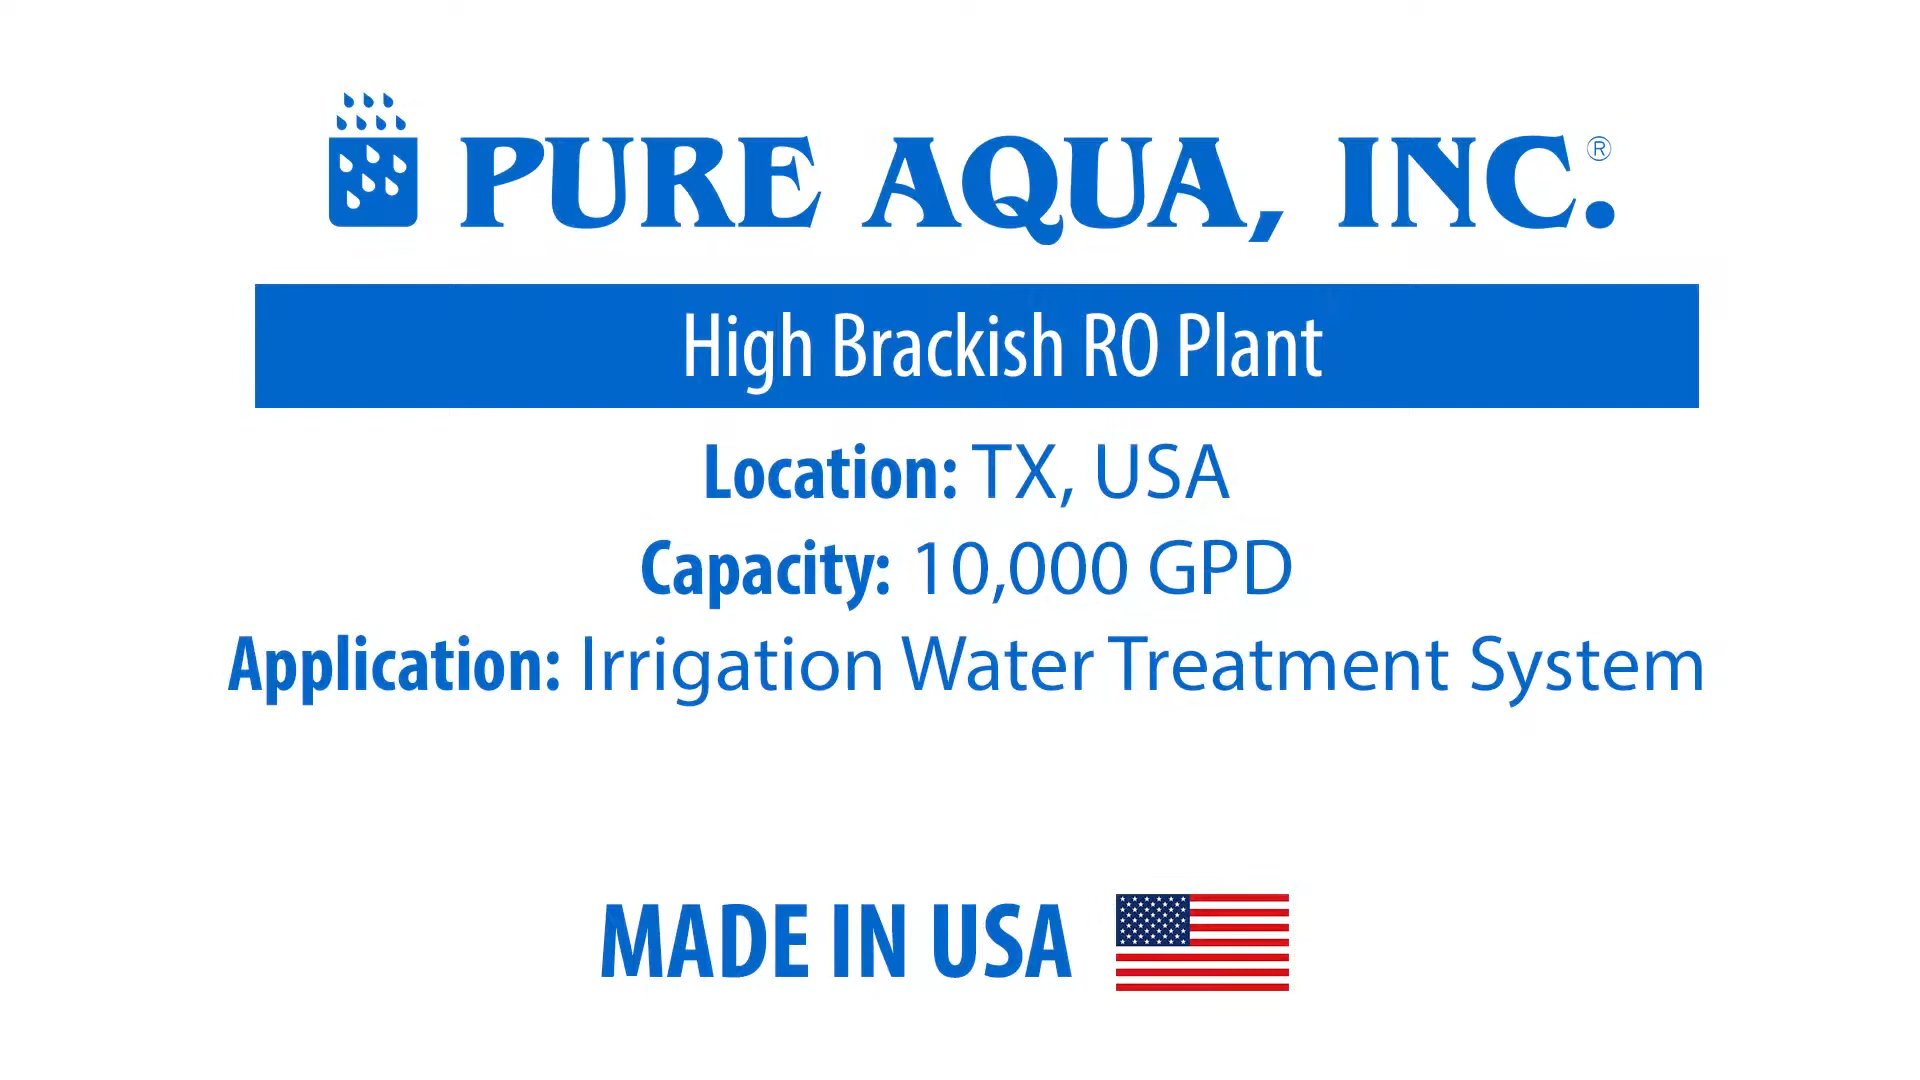 PURE AQUA, INC.®
High Brackish RO Plant
Location: TX, USA
Capacity: 10,000 GPD
Application: Irrigation Water Treatment System
MADE IN USA